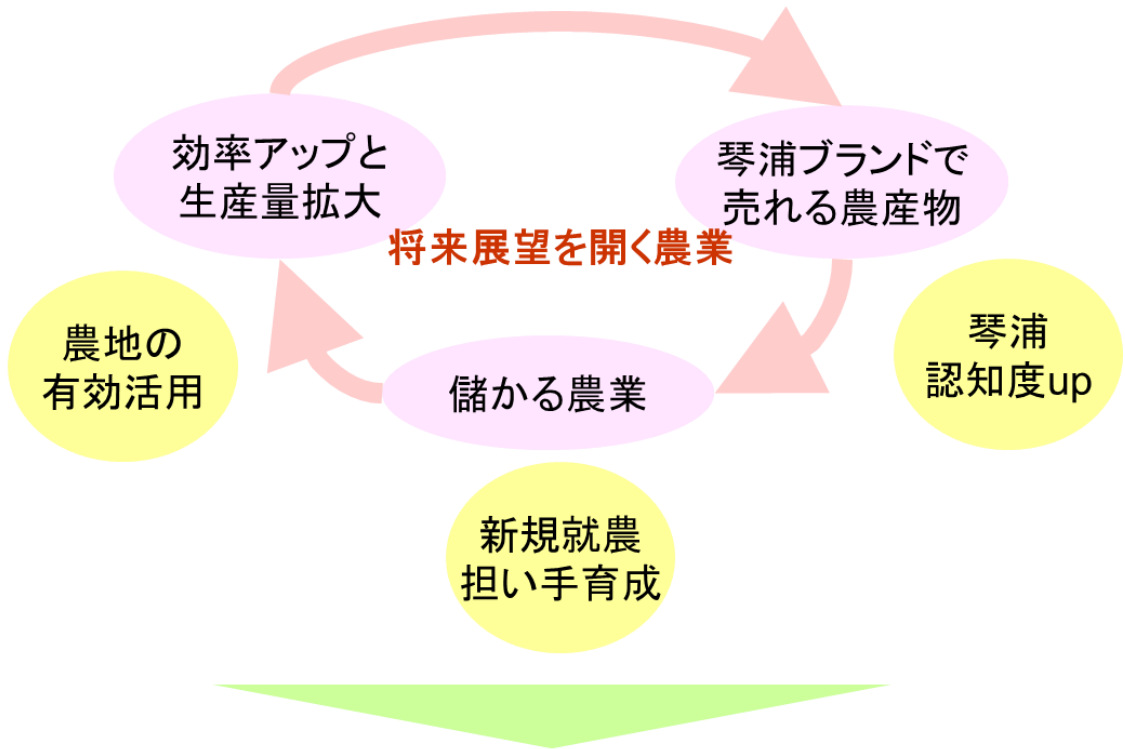 効率アップと
生産量拡大
琴浦ブランドで
売れる農産物
将来展望を開く農業
農地の
有効活用
儲かる農業
琴浦
認知度up
新規就農
担い手育成